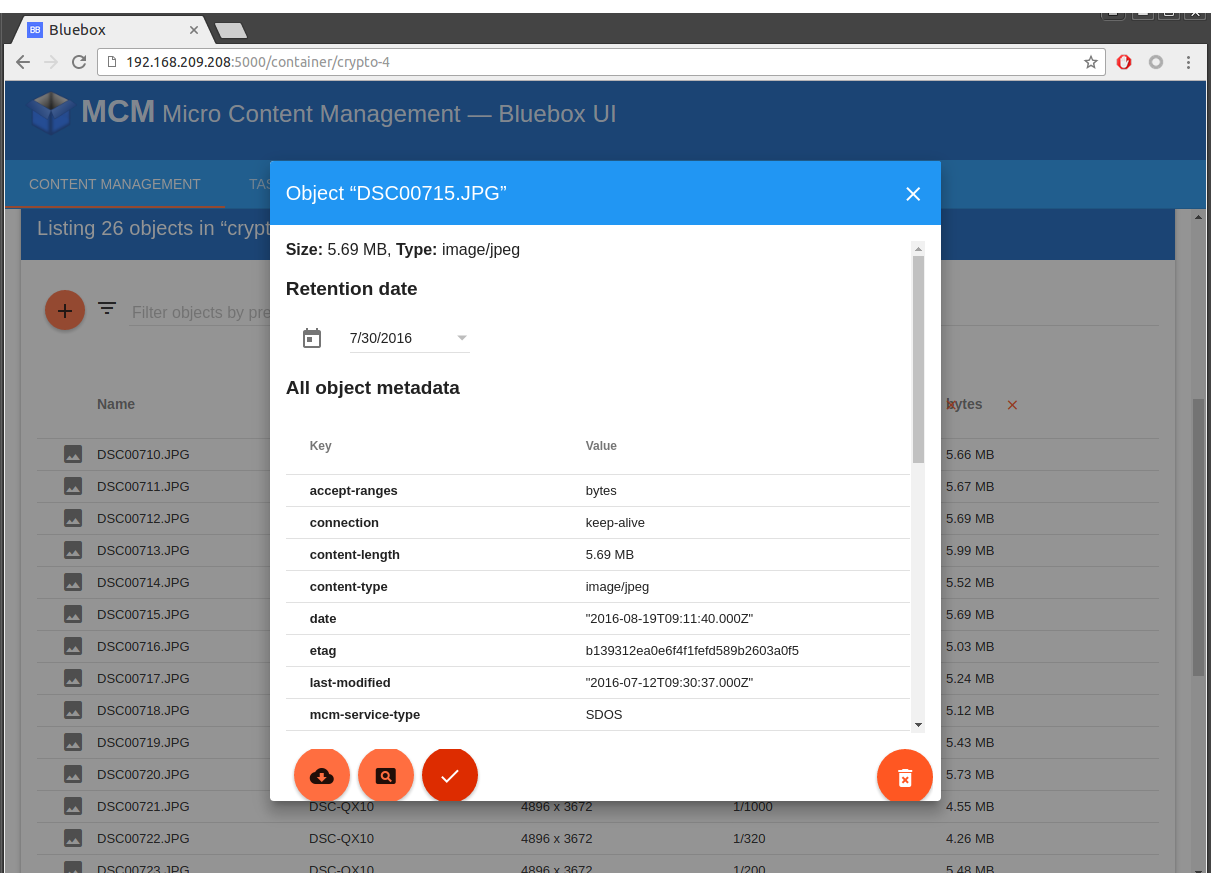 Bluebox
192.168.209.208:5000/container/crypto-4
MCM Micro Content Management — Bluebox UI
CONTENT MANAGEMENT
Listing 26 objects in “crypt
Filter objects by pre
Name
bytes
DSC00710.JPG 5.66 MB
DSC00711.JPG 5.67 MB
DSC00712.JPG 5.69 MB
DSC00713.JPG 5.99 MB
DSC00714.JPG 5.52 MB
DSC00715.JPG 5.69 MB
DSC00716.JPG 5.03 MB
DSC00717.JPG 5.24 MB
DSC00718.JPG 5.12 MB
DSC00719.JPG 5.43 MB
DSC00720.JPG 5.73 MB
DSC00721.JPG DSC-QX10 4896 x 3672 1/1000 4.55 MB
DSC00722.JPG DSC-QX10 4896 x 3672 1/320 4.26 MB
DSC00723.JPG DSC-QX10 4896 x 3672 1/200 5.48 MB
Object “DSC00715.JPG”
Size: 5.69 MB, Type: image/jpeg
Retention date
7/30/2016
All object metadata
Key Value
accept-ranges bytes
connection keep-alive
content-length 5.69 MB
content-type image/jpeg
date "2016-08-19T09:11:40.000Z"
etag b139312ea0e6f4f1fefd589b2603a0f5
last-modified "2016-07-12T09:30:37.000Z"
mcm-service-type SDOS